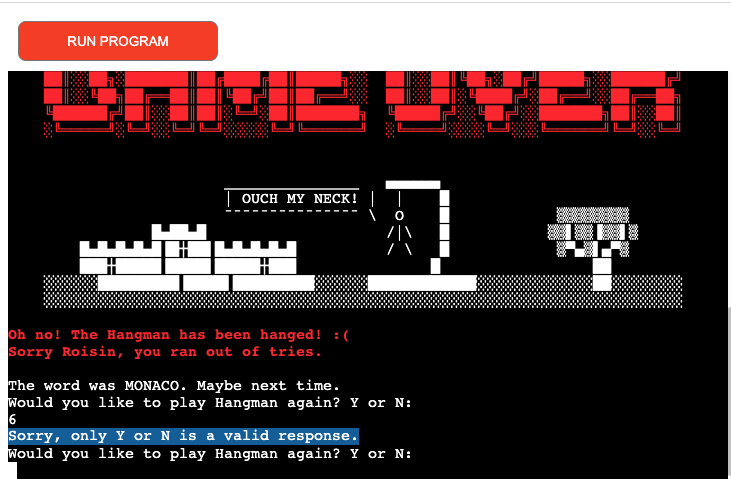 RUN PROGRAM
OUCH MY NECK!
Oh no! The Hangman has been hanged! :(
Sorry Roisin, you ran out of tries.
The word was MONACO. Maybe next time.
Would you like to play Hangman again? Y or N:
6
Sorry, only Y or N is a valid response.
Would you like to play Hangman again? Y or N: